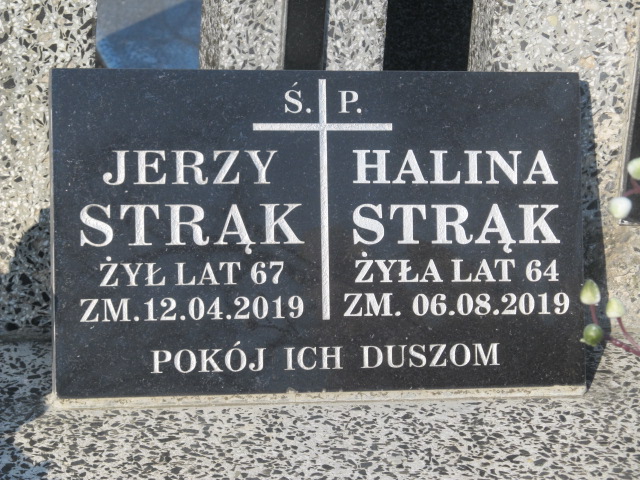 Ś. P.
JERZY
STRĄK
ŻYŁ LAT 67
ZM.12.04.2019
HALINA
STRĄK
ŻYŁA LAT 64
ZM. 06.08.2019
POKÓJ ICH DUSZOM